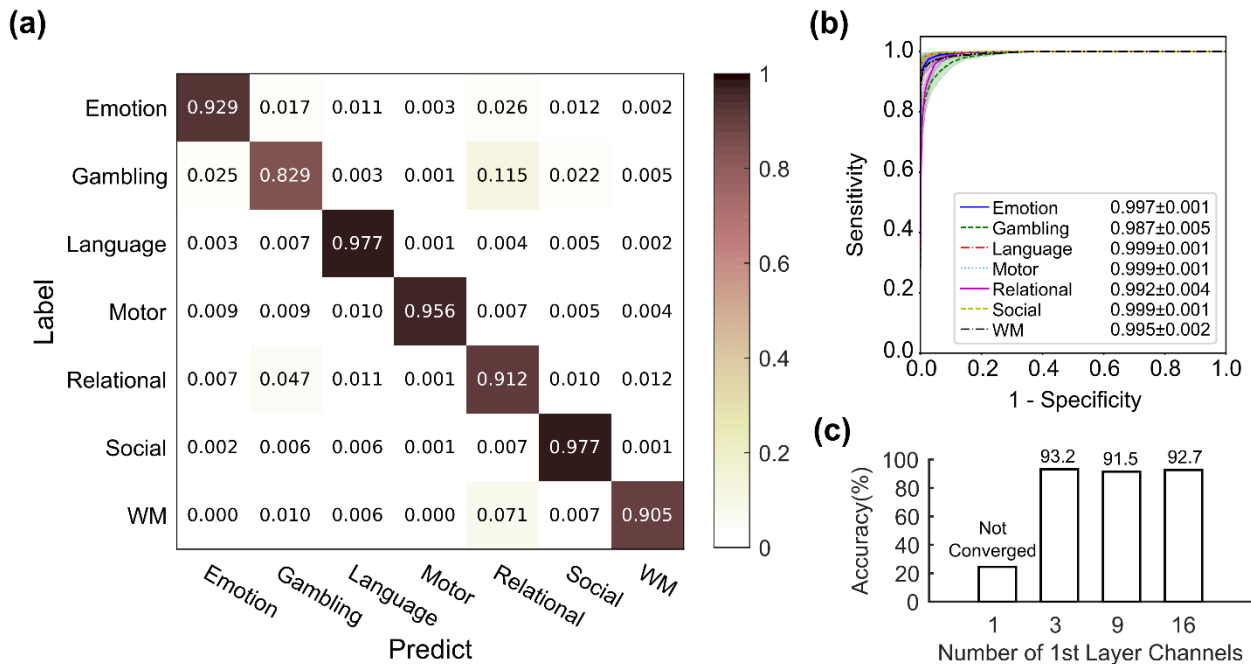 (a)
Label
Emotion 0.929 0.017 0.011 0.003 0.026 0.012 0.002
Gambling 0.025 0.829 0.003 0.001 0.115 0.022 0.005
Language 0.003 0.007 0.977 0.001 0.004 0.005 0.002
Motor 0.009 0.009 0.010 0.956 0.007 0.005 0.004
Relational 0.007 0.047 0.011 0.001 0.912 0.010 0.012
Social 0.002 0.006 0.006 0.001 0.007 0.977 0.001
WM 0.000 0.010 0.006 0.000 0.071 0.007 0.905
Emotion Gambling Language Motor Relational Social WM
Predict
1
0.8
0.6
0.4
0.2
0
(b)
Sensitivity
1.0
0.8
0.6
0.4
0.2
0.0
Emotion 0.997±0.001
Gambling 0.987±0.005
Language 0.999±0.001
Motor 0.999±0.001
Relational 0.992±0.004
Social 0.999±0.001
WM 0.995±0.002
0.0 0.2 0.4 0.6 0.8 1.0
1 - Specificity
(c)
Accuracy(%)
100
80
60
40
20
0
Not
Converged
93.2 91.5 92.7
1 3 9 16
Number of 1st Layer Channels